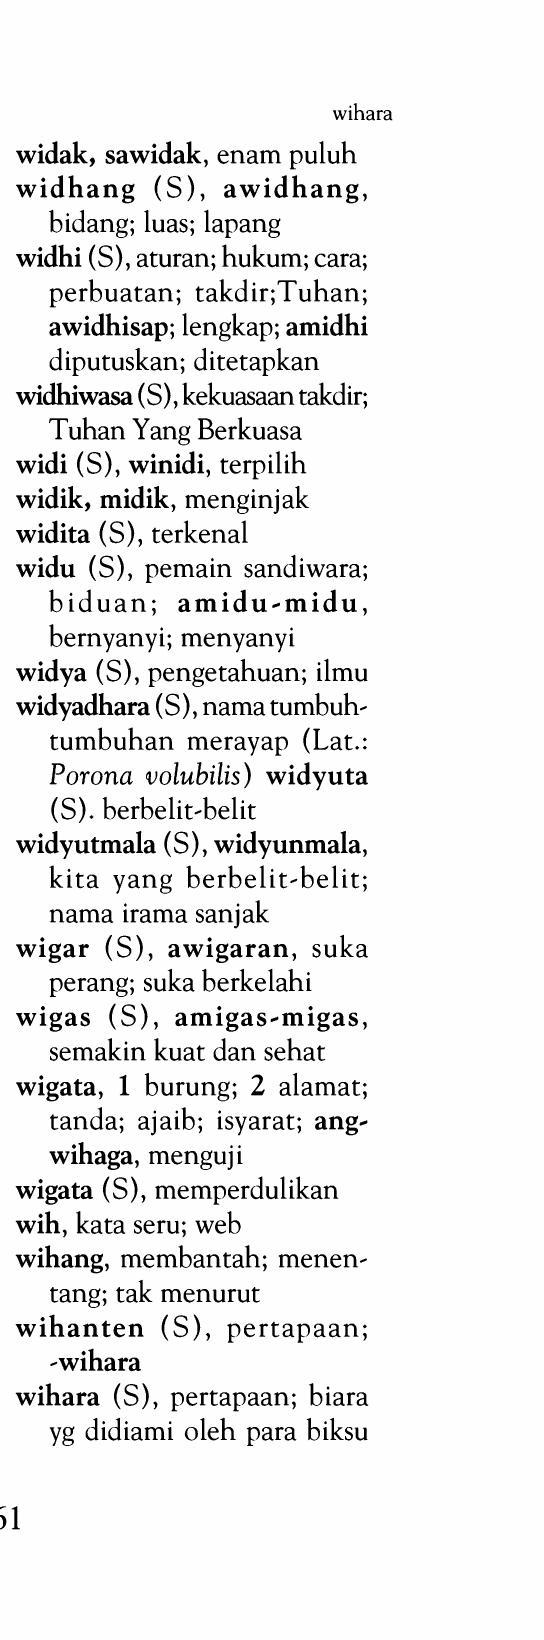 wihara
widak, sawidak, enam puluh
widhang (S), awidhang,
bidang; luas; lapang
widhi (S), aturan; hukum; cara;
perbuatan; takdir;Tuhan;
awidhisap; lengkap; amidhi
diputuskan; ditetapkan
widhiwasa (S), kekuasaan takdir;
Tuhan Yang Berkuasa
widi (S), winidi, terpilih
widik, midik, menginjak
widita (S), terkenal
widu (S), pemain sandiwara;
biduan; amidu-midu,
bernyanyi; menyanyi
widya (S), pengetahuan; ilmu
widyadhara (S), nama tumbuh-
tumbuhan merayap (Lat.:
Porona volubilis) widyuta
(S). berbelit-belit
widyutmala (S), widyunmala,
kita yang berbelit-belit;
nama irama sanjak
wigar (S), awigaran, suka
perang; suka berkelahi
wigas (S), amigas-migas,
semakin kuat dan sehat
wigata, 1 burung; 2 alamat;
tanda; ajaib; isyarat; ang-
wihaga, menguji
wigata (S), memperdulikan
wih, kata seru; web
wihang, membantah; menen-
tang; tak menurut
wihanten (S), pertapaan;
-wihara
wihara (S), pertapaan; biara
yg didiami oleh para biksu
61